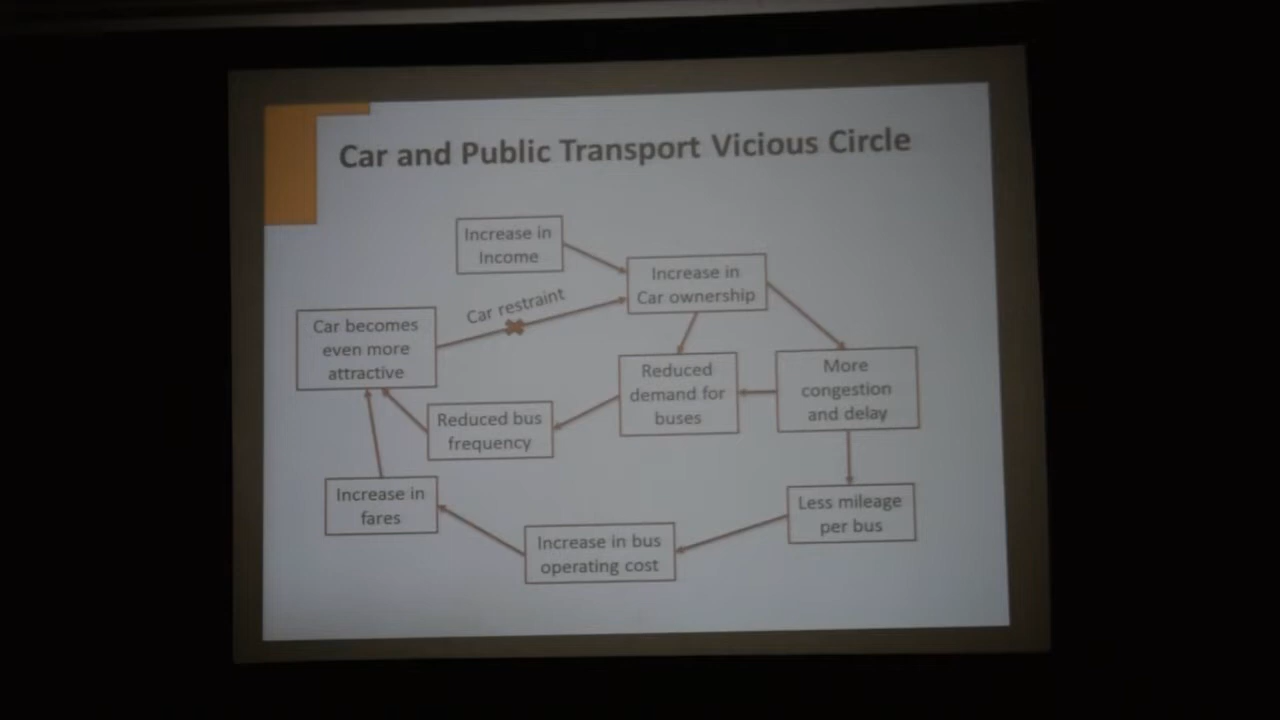 Car and Public Transport Vicious Circle
Increase in
Income
Increase in
Car ownership
Car restraint
Car becomes
even more
attractive
Reduced
demand for
buses
More
congestion
and delay
Reduced bus
frequency
Increase in
fares
Less mileage
per bus
Increase in bus
operating cost